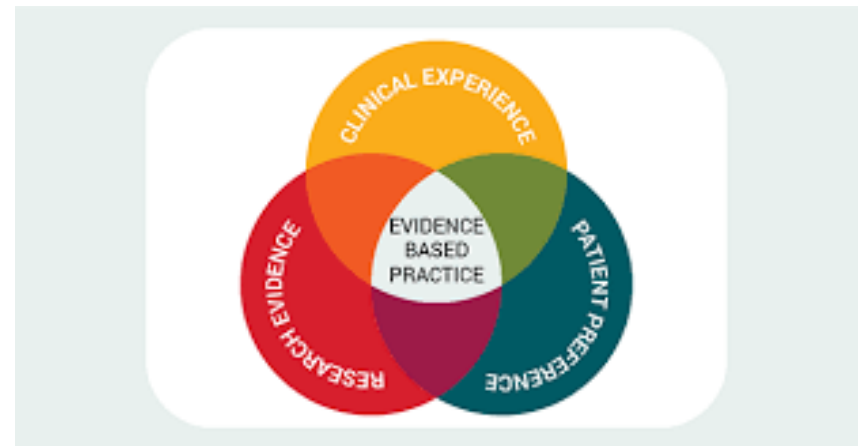 CLINICAL EXPERIENCE
EVIDENCE
BASED
PRACTICE
RESEARCH EVIDENCE
PATIENT PREFERENCE